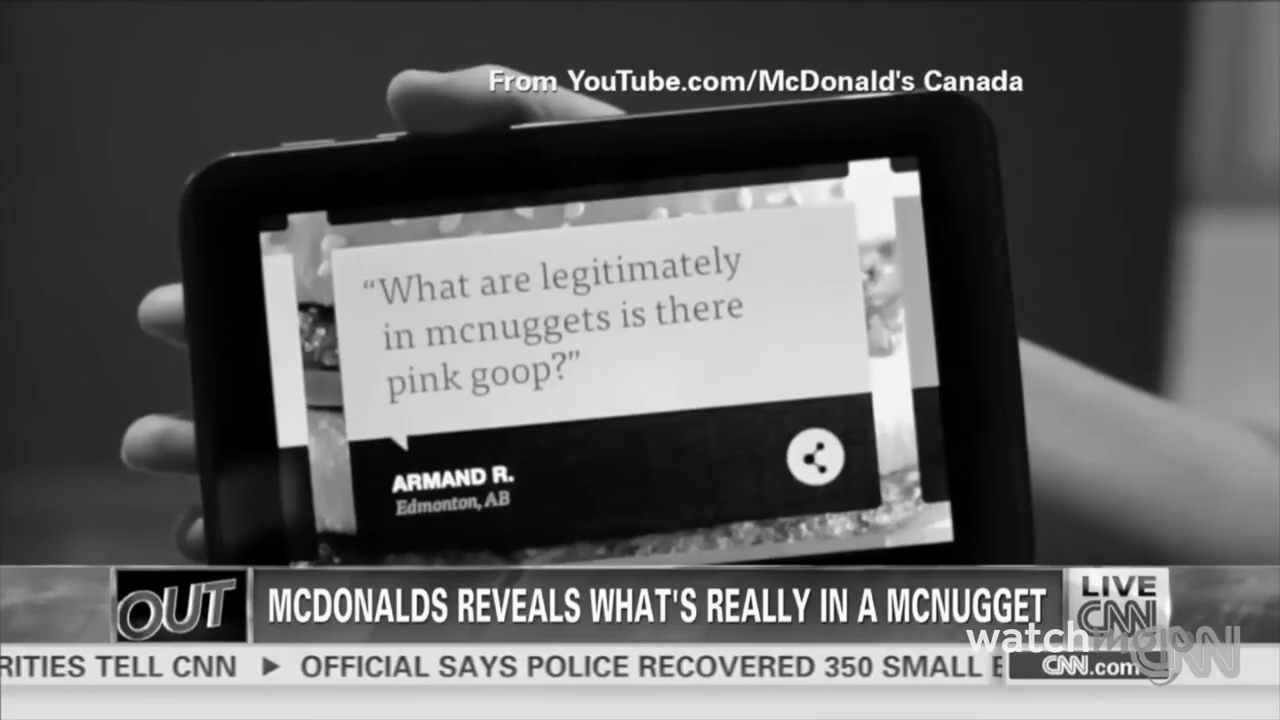 From YouTube.com/McDonald's Canada
“What are legitimately
in mcnuggets is there
pink goop?”
ARMAND R.
Edmonton, AB
OUT
MCDONALDS REVEALS WHAT'S REALLY IN A MCNUGGET
LIVE
CNN
RITIES TELL CNN ▶ OFFICIAL SAYS POLICE RECOVERED 350 SMALL
CNN.com
watch
CNN